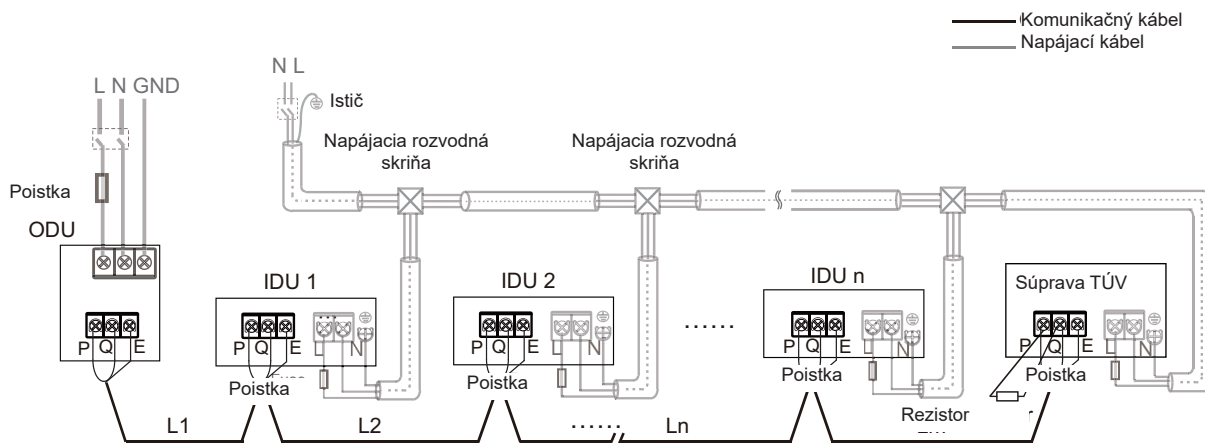 Komunikačný kábel
Napájací kábel
N L
L N GND
Istič
Napájacia rozvodná
skriňa
Napájacia rozvodná
skriňa
Poistka
ODU
IDU 1
IDU 2
IDU n
Súprava TÚV
P Q E
P Q E L N
P Q E L N
P Q E L N
P Q E L N
Poistka
Poistka
Poistka
Poistka
Rezistor
L1
L2
......
......
Ln